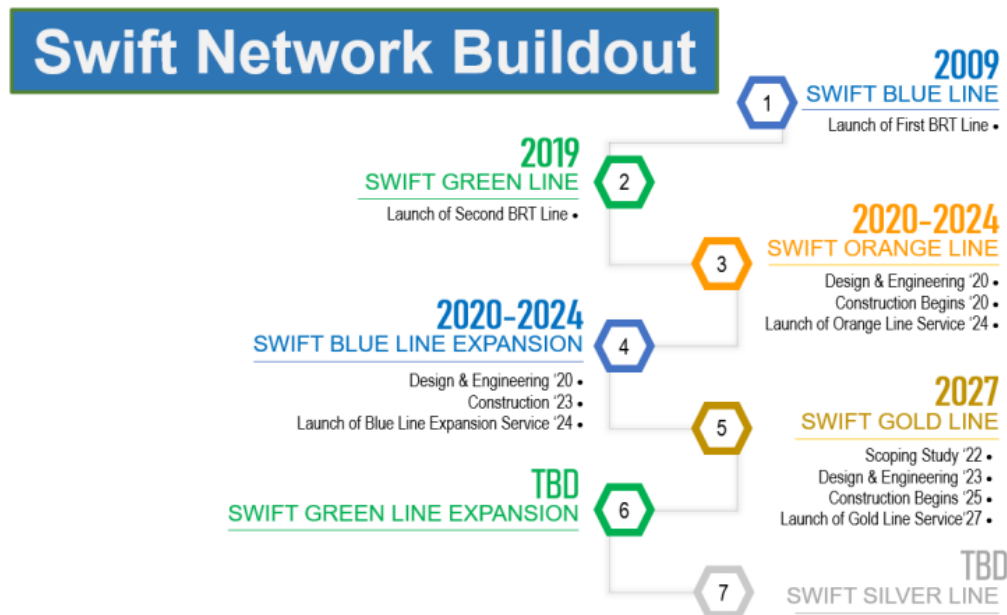 Swift Network Buildout
2009
1
SWIFT BLUE LINE
Launch of First BRT Line •
2019
2
SWIFT GREEN LINE
Launch of Second BRT Line •
2020-2024
3
SWIFT ORANGE LINE
Design & Engineering ‘20 •
Construction Begins ‘20 •
Launch of Orange Line Service ‘24 •
2020-2024
4
SWIFT BLUE LINE EXPANSION
Design & Engineering ‘20 •
Construction ‘23 •
Launch of Blue Line Expansion Service ‘24 •
2027
5
SWIFT GOLD LINE
Scoping Study ‘22 •
Design & Engineering ‘23 •
Construction Begins ‘25 •
Launch of Gold Line Service‘27 •
TBD
6
SWIFT GREEN LINE EXPANSION
TBD
7
SWIFT SILVER LINE